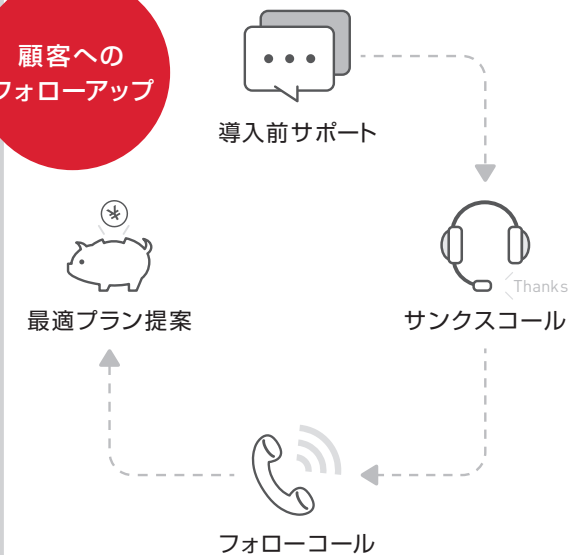 顧客への
フォローアップ
導入前サポート
Thanks
最適プラン提案
サンクスコール
フォローコール